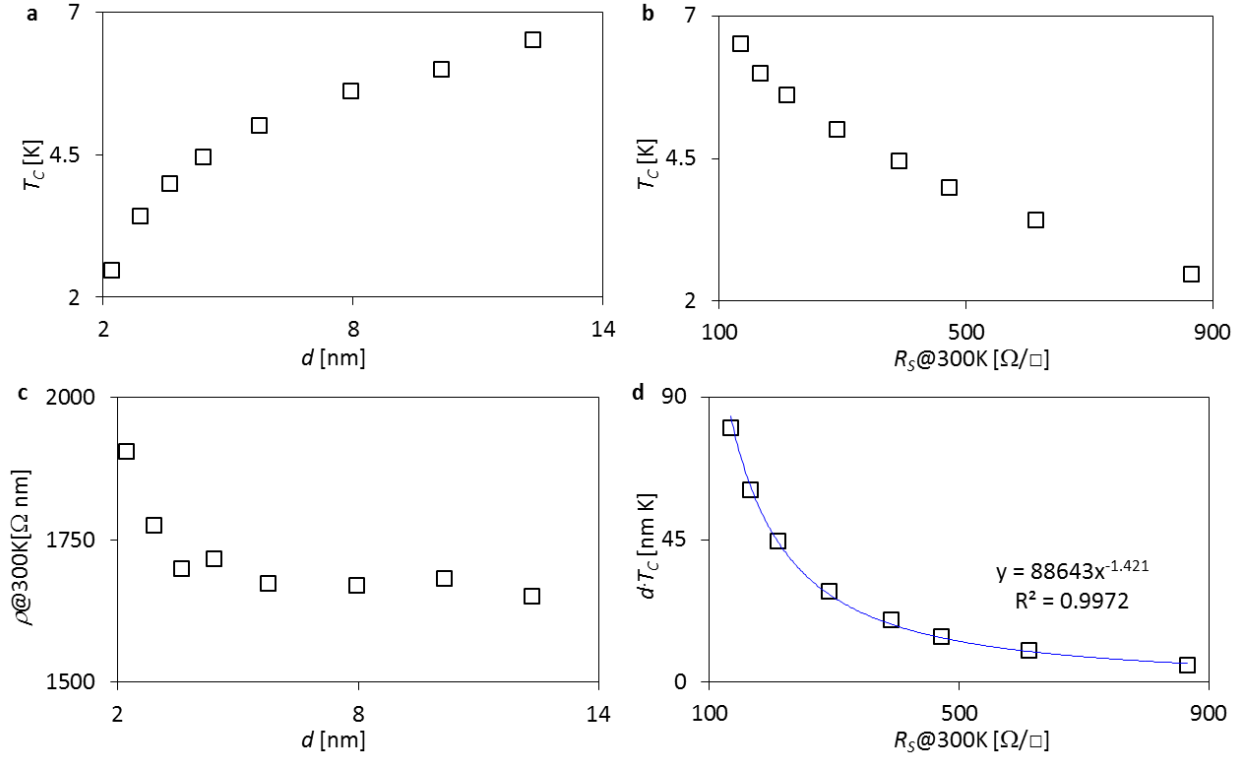 a
7
4.5
2
T_C [K]
2 8 14
d [nm]
b
7
4.5
2
T_C [K]
100 500 900
R_S@300K [Ω/□]
c
2000
1750
1500
ρ@300K[Ω nm]
2 8 14
d [nm]
d
90
45
0
d·T_C [nm K]
y = 88643x^-1.421
R² = 0.9972
100 500 900
R_S@300K [Ω/□]